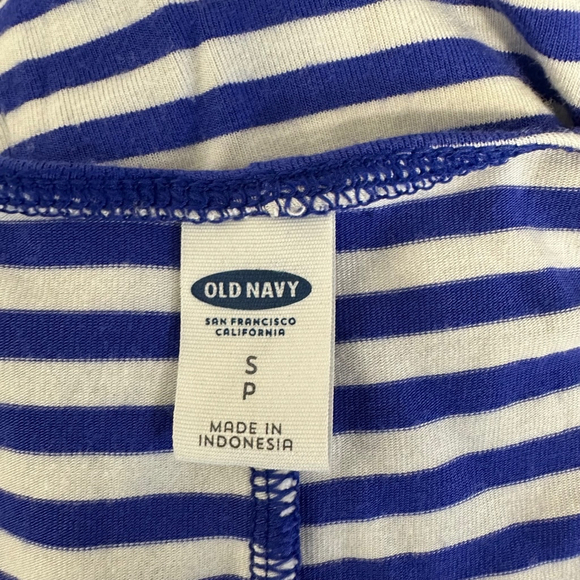 OLD NAVY
SAN FRANCISCO
CALIFORNIA
S
P
MADE IN
INDONESIA